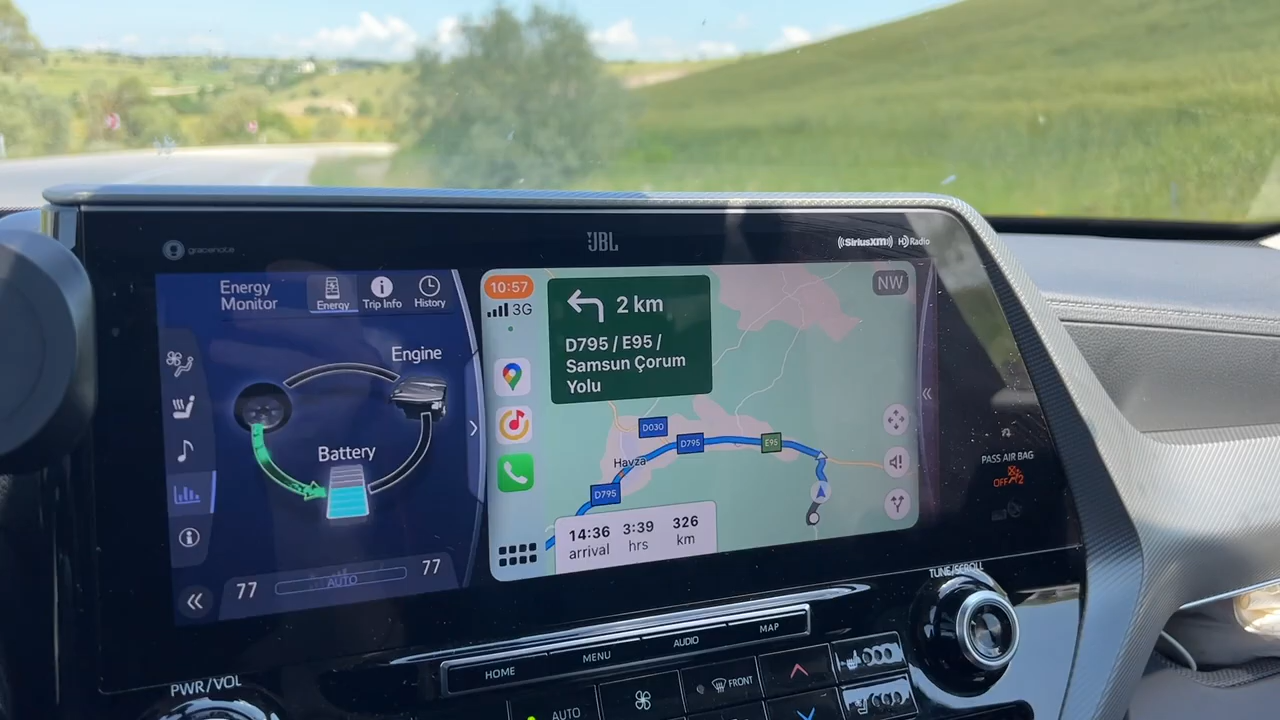 gracenote
JBL
SiriusXM
HD Radio
Energy
Monitor
Energy
Trip Info
History
Engine
Battery
77
AUTO
77
10:57
3G
2 km
D795 / E95 /
Samsun Çorum
Yolu
NW
D030
D795
E95
Havza
D795
14:36
arrival
3:39
hrs
326
km
PASS AIR BAG
OFF
2
TUNE/SCROLL
HOME
MENU
AUDIO
MAP
PWR/VOL
AUTO
FRONT